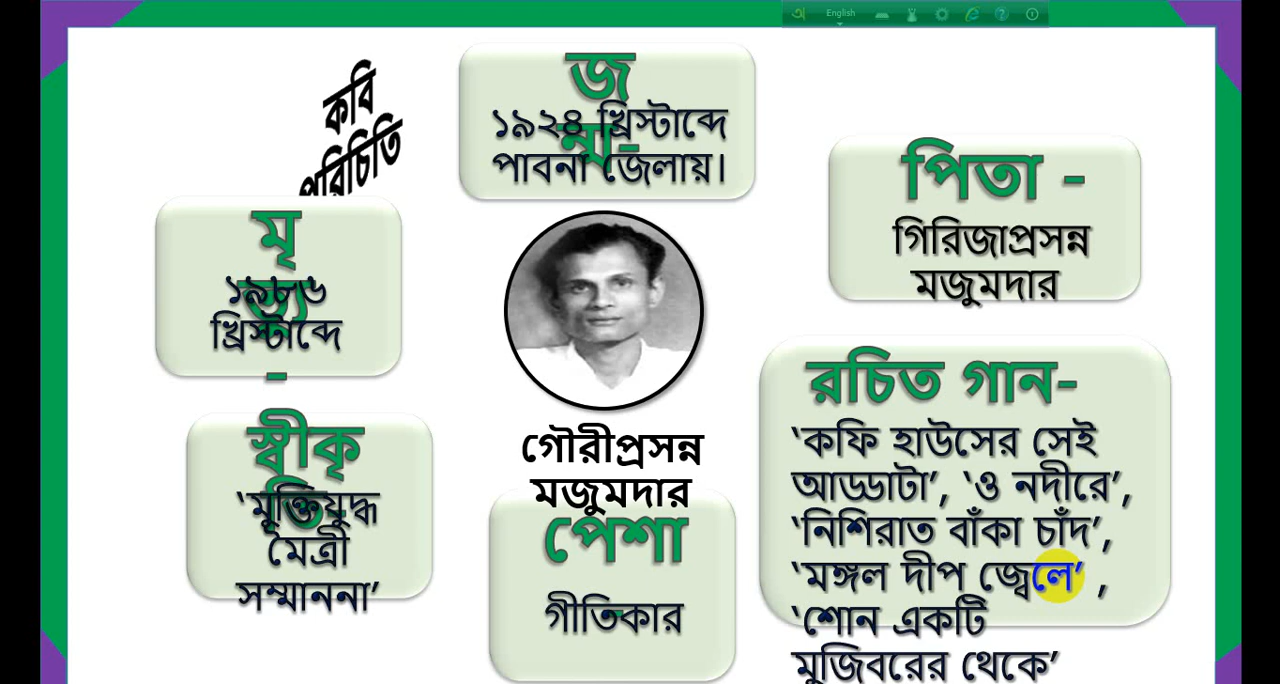 English
কবি
পরিচিতি
জ
ন্ম-
১৯২৪ খ্রিস্টাব্দে
পাবনা জেলায়।
পিতা -
গিরিজাপ্রসন্ন
মজুমদার
মৃ
ত্যু
-
১৯৮৬
খ্রিস্টাব্দে
গৌরীপ্রসন্ন
মজুমদার
রচিত গান-
‘কফি হাউসের সেই
আড্ডাটা’, ‘ও নদীরে’,
‘নিশিরাত বাঁকা চাঁদ’,
‘মঙ্গল দীপ জ্বেলে’ ,
‘শোন একটি
মুজিবরের থেকে’
স্বীকৃ
তি-
‘মুক্তিযুদ্ধ
মৈত্রী
সম্মাননা’
পেশা
-
গীতিকার